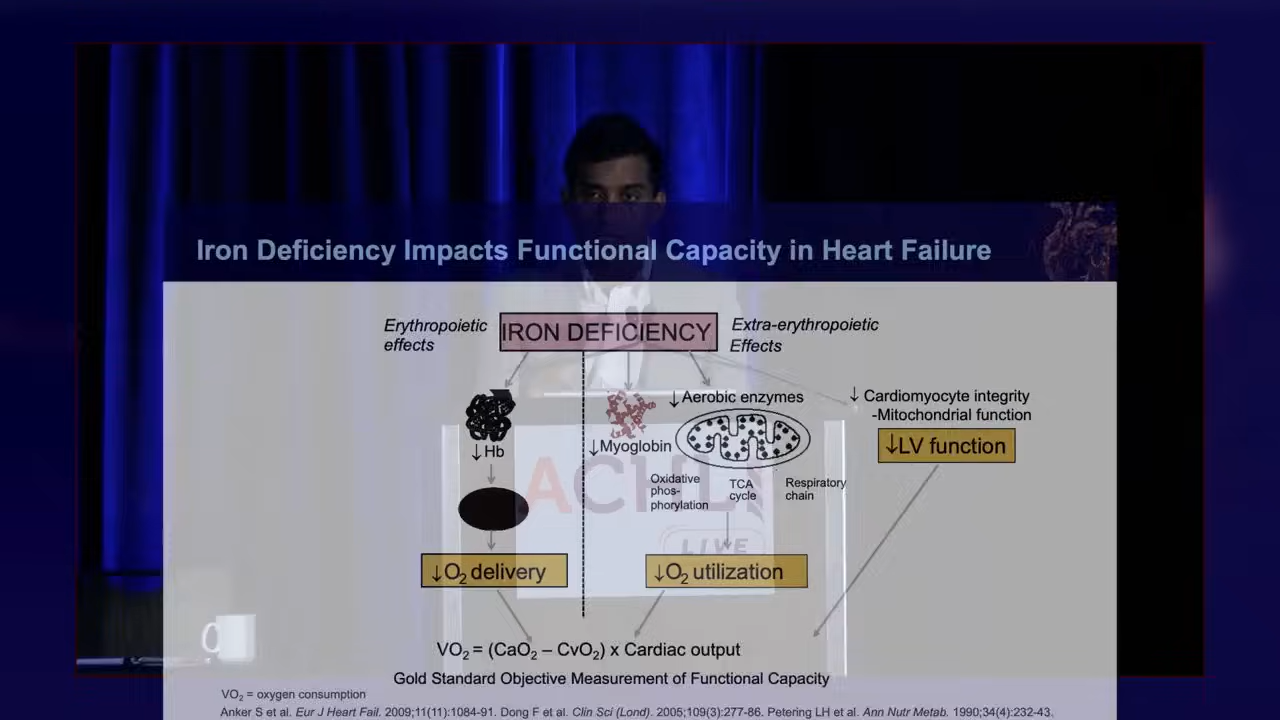 Iron Deficiency Impacts Functional Capacity in Heart Failure
Erythropoietic
effects
IRON DEFICIENCY
Extra-erythropoietic
Effects
↓Hb
↓Myoglobin
↓Aerobic enzymes
↓ Cardiomyocyte integrity
-Mitochondrial function
↓LV function
Oxidative
phos-
phorylation
TCA
cycle
Respiratory
chain
ACHL
LIVE
↓O₂ delivery
↓O₂ utilization
VO₂ = (CaO₂ – CvO₂) x Cardiac output
Gold Standard Objective Measurement of Functional Capacity
VO₂ = oxygen consumption
Anker S et al. Eur J Heart Fail. 2009;11(11):1084-91. Dong F et al. Clin Sci (Lond). 2005;109(3):277-86. Petering LH et al. Ann Nutr Metab. 1990;34(4):232-43.